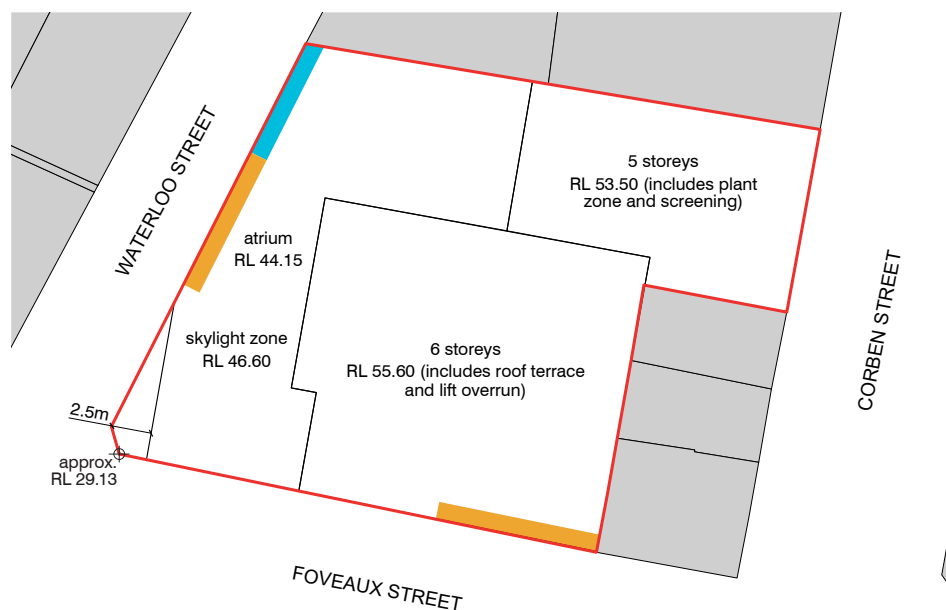 WATERLOO STREET
5 storeys
RL 53.50 (includes plant
zone and screening)
atrium
RL 44.15
skylight zone
RL 46.60
6 storeys
RL 55.60 (includes roof terrace
and lift overrun)
CORBEN STREET
2.5m
approx.
RL 29.13
FOVEAUX STREET